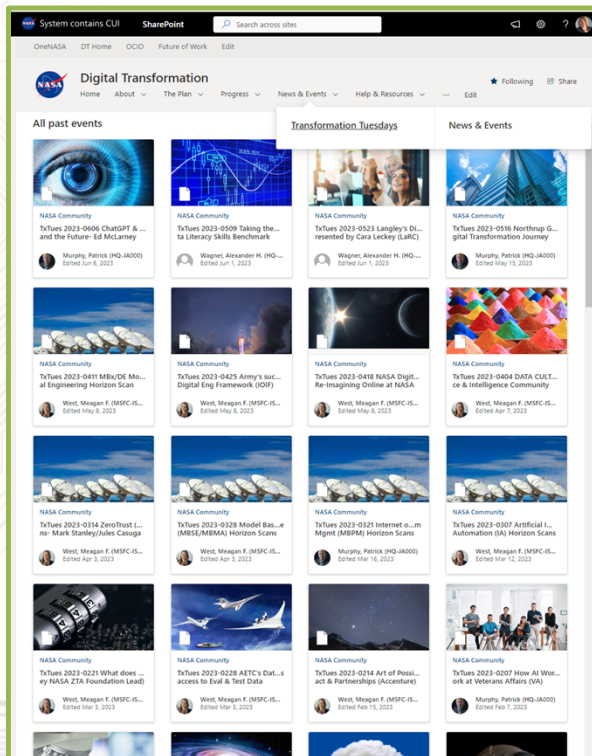 NASA
System contains CUI SharePoint Search across sites ?
OneNASA DT Home OCIO Future of Work Edit
NASA
Digital Transformation
Following Share
Home About The Plan Progress News & Events Help & Resources ... Edit
Transformation Tuesdays News & Events
All past events
NASA Community
TxTues 2023-0606 ChatGPT & ...
and the Future- Ed McLarney
Murphy, Patrick (HQ-JA000)
Edited Jun 6, 2023
NASA Community
TxTues 2023-0509 Taking the...
ta Literacy Skills Benchmark
Wagner, Alexander H. (HQ-...
Edited Jun 1, 2023
NASA Community
TxTues 2023-0523 Langley's Di...
resented by Cara Leckey (LaRC)
Wagner, Alexander H. (HQ-...
Edited Jun 1, 2023
NASA Community
TxTues 2023-0516 Northrup G...
gital Transformation Journey
Murphy, Patrick (HQ-JA000)
Edited May 15, 2023
NASA Community
TxTues 2023-0411 MBx/DE Mo...
al Engineering Horizon Scan
West, Meagan F. (MSFC-IS...
Edited May 8, 2023
NASA Community
TxTues 2023-0425 Army's suc...
Digital Eng Framework (IOIF)
West, Meagan F. (MSFC-IS...
Edited May 8, 2023
NASA Community
TxTues 2023-0418 NASA Digit...
Re-Imagining Online at NASA
West, Meagan F. (MSFC-IS...
Edited May 8, 2023
NASA Community
TxTues 2023-0404 DATA CULT...
ce & Intelligence Community
West, Meagan F. (MSFC-IS...
Edited Apr 7, 2023
NASA Community
TxTues 2023-0314 ZeroTrust (...
ns- Mark Stanley/Jules Casuga
West, Meagan F. (MSFC-IS...
Edited Apr 3, 2023
NASA Community
TxTues 2023-0328 Model Bas...e
(MBSE/MBMA) Horizon Scans
West, Meagan F. (MSFC-IS...
Edited Apr 3, 2023
NASA Community
TxTues 2023-0321 Internet o...m
Mgmt (MBPM) Horizon Scans
Murphy, Patrick (HQ-JA000)
Edited Mar 16, 2023
NASA Community
TxTues 2023-0307 Artificial I...
Automation (IA) Horizon Scans
West, Meagan F. (MSFC-IS...
Edited Mar 12, 2023
NASA Community
TxTues 2023-0221 What does ...
ey NASA ZTA Foundation Lead)
West, Meagan F. (MSFC-IS...
Edited Mar 3, 2023
NASA Community
TxTues 2023-0228 AETC's Dat...s
access to Eval & Test Data
West, Meagan F. (MSFC-IS...
Edited Mar 3, 2023
NASA Community
TxTues 2023-0214 Art of Possi...
act & Partnerships (Accenture)
West, Meagan F. (MSFC-IS...
Edited Feb 15, 2023
NASA Community
TxTues 2023-0207 How AI Wor...
ork at Veterans Affairs (VA)
Murphy, Patrick (HQ-JA000)
Edited Feb 7, 2023